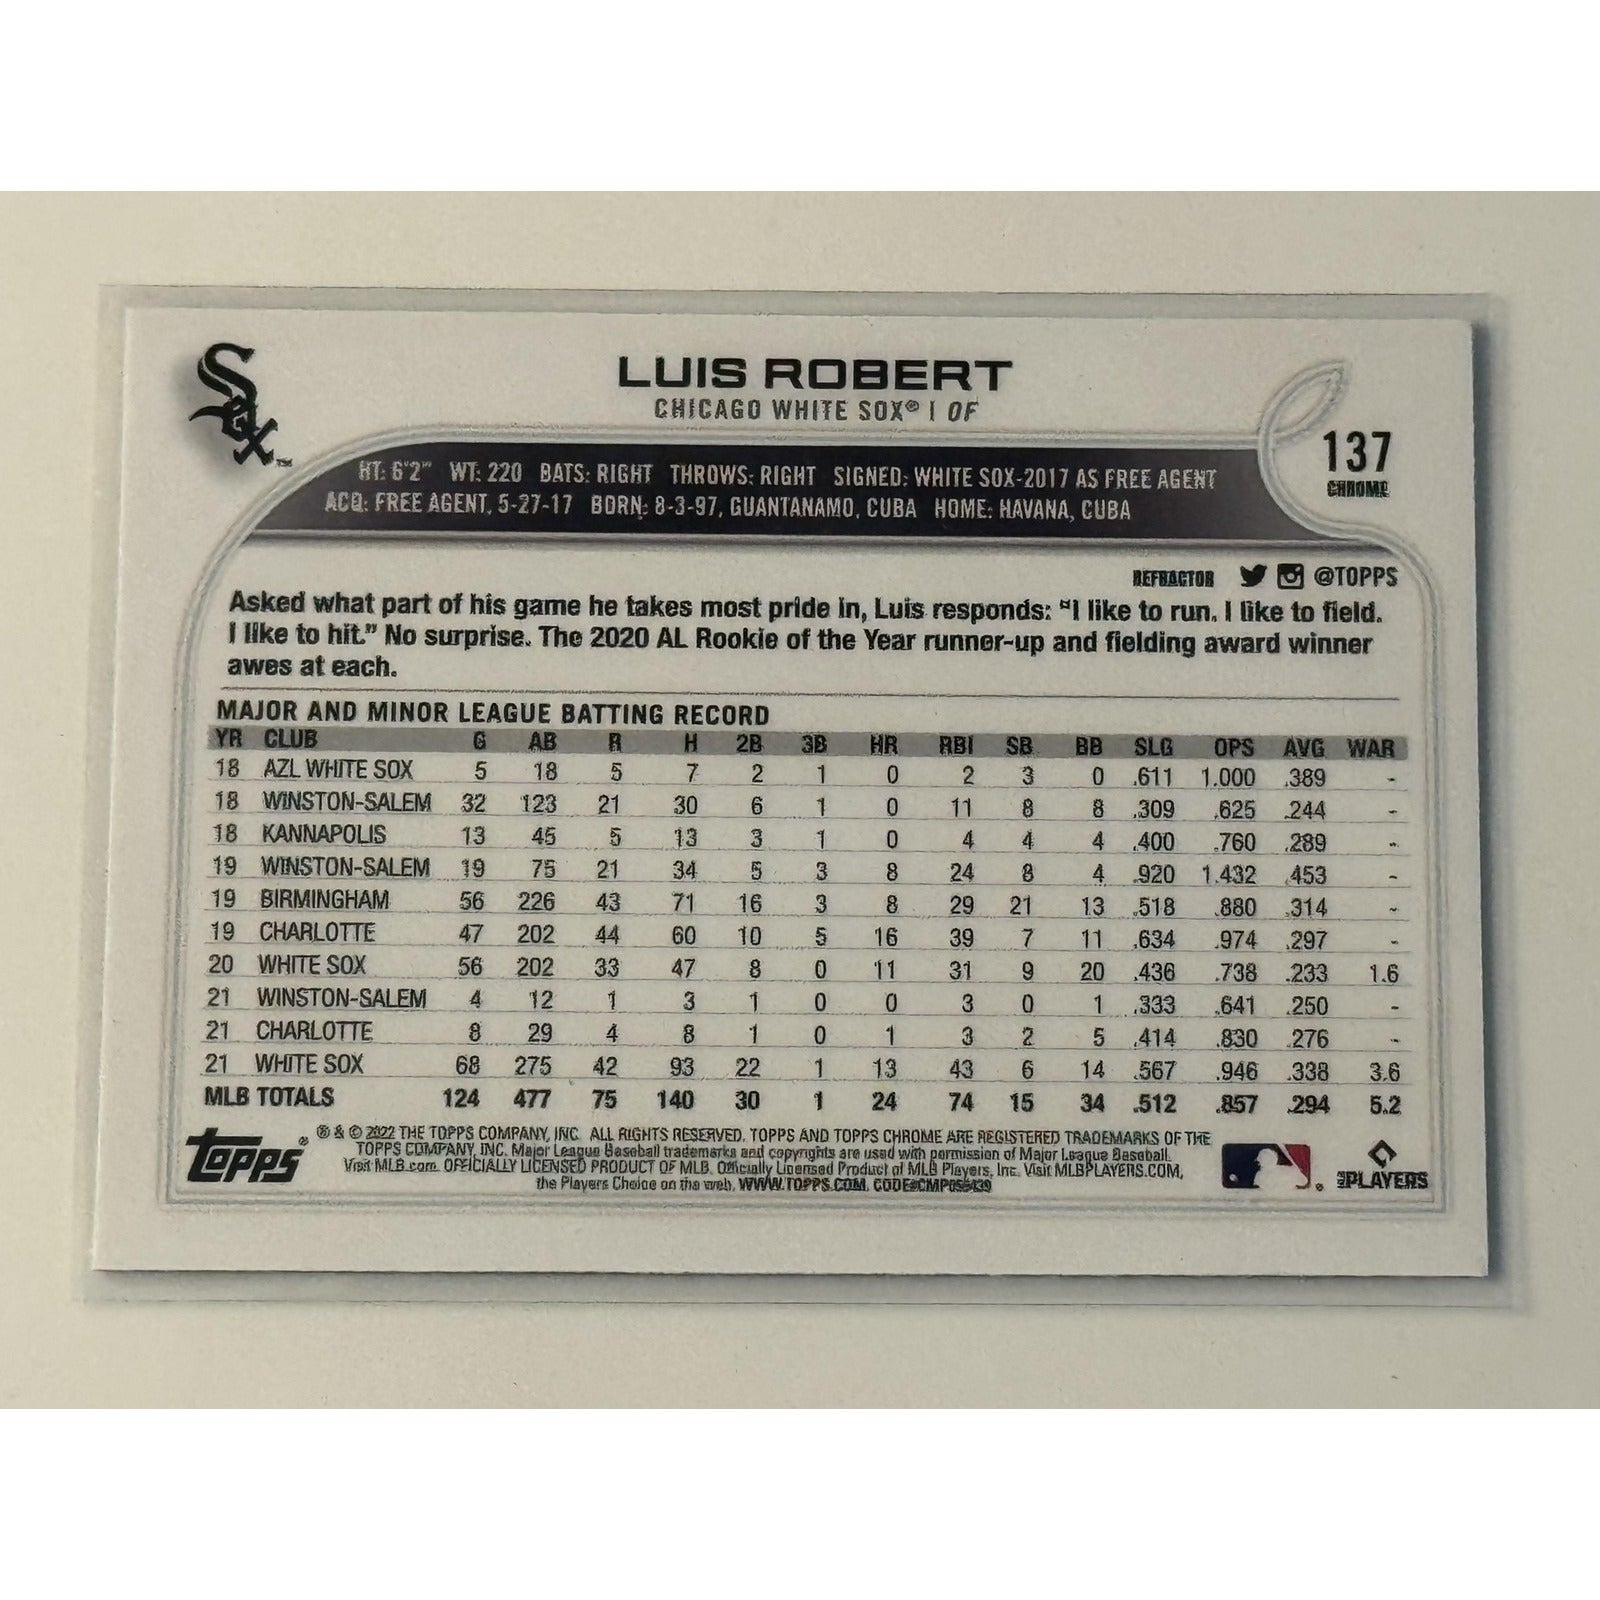 Sox™
LUIS ROBERT
CHICAGO WHITE SOX® | OF
137
CHROME
HT: 6'2" WT: 220 BATS: RIGHT THROWS: RIGHT SIGNED: WHITE SOX-2017 AS FREE AGENT
ACQ: FREE AGENT, 5-27-17 BORN: 8-3-97, GUANTANAMO, CUBA HOME: HAVANA, CUBA
REFRACTOR @TOPPS
Asked what part of his game he takes most pride in, Luis responds: "I like to run. I like to field.
I like to hit." No surprise. The 2020 AL Rookie of the Year runner-up and fielding award winner
awes at each.
MAJOR AND MINOR LEAGUE BATTING RECORD
YR CLUB G AB R H 2B 3B HR RBI SB BB SLG OPS AVG WAR
18 AZL WHITE SOX 5 18 5 7 2 1 0 2 3 0 .611 1.000 .389 -
18 WINSTON-SALEM 32 123 21 30 6 1 0 11 8 8 .309 .625 .244 -
18 KANNAPOLIS 13 45 5 13 3 1 0 4 4 4 .400 .760 .289 -
19 WINSTON-SALEM 19 75 21 34 5 3 8 24 8 4 .920 1.432 .453 -
19 BIRMINGHAM 56 226 43 71 16 3 8 29 21 13 .518 .880 .314 -
19 CHARLOTTE 47 202 44 60 10 5 16 39 7 11 .634 .974 .297 -
20 WHITE SOX 56 202 33 47 8 0 11 31 9 20 .436 .738 .233 1.6
21 WINSTON-SALEM 4 12 1 3 1 0 0 3 0 1 .333 .641 .250 -
21 CHARLOTTE 8 29 4 8 1 0 1 3 2 5 .414 .830 .276 -
21 WHITE SOX 68 275 42 93 22 1 13 43 6 14 .567 .946 .338 3.6
MLB TOTALS 124 477 75 140 30 1 24 74 15 34 .512 .857 .294 5.2
Topps®
® & © 2022 THE TOPPS COMPANY, INC. ALL RIGHTS RESERVED. TOPPS AND TOPPS CHROME ARE REGISTERED TRADEMARKS OF THE
TOPPS COMPANY, INC. Major League Baseball trademarks and copyrights are used with permission of Major League Baseball.
Visit MLB.com. OFFICIALLY LICENSED PRODUCT OF MLB. Officially Licensed Product of MLB Players, Inc. Visit MLBPLAYERS.COM,
the Players Choice on the web. WWW.TOPPS.COM. CODE#CMP055439
MLB PLAYERS